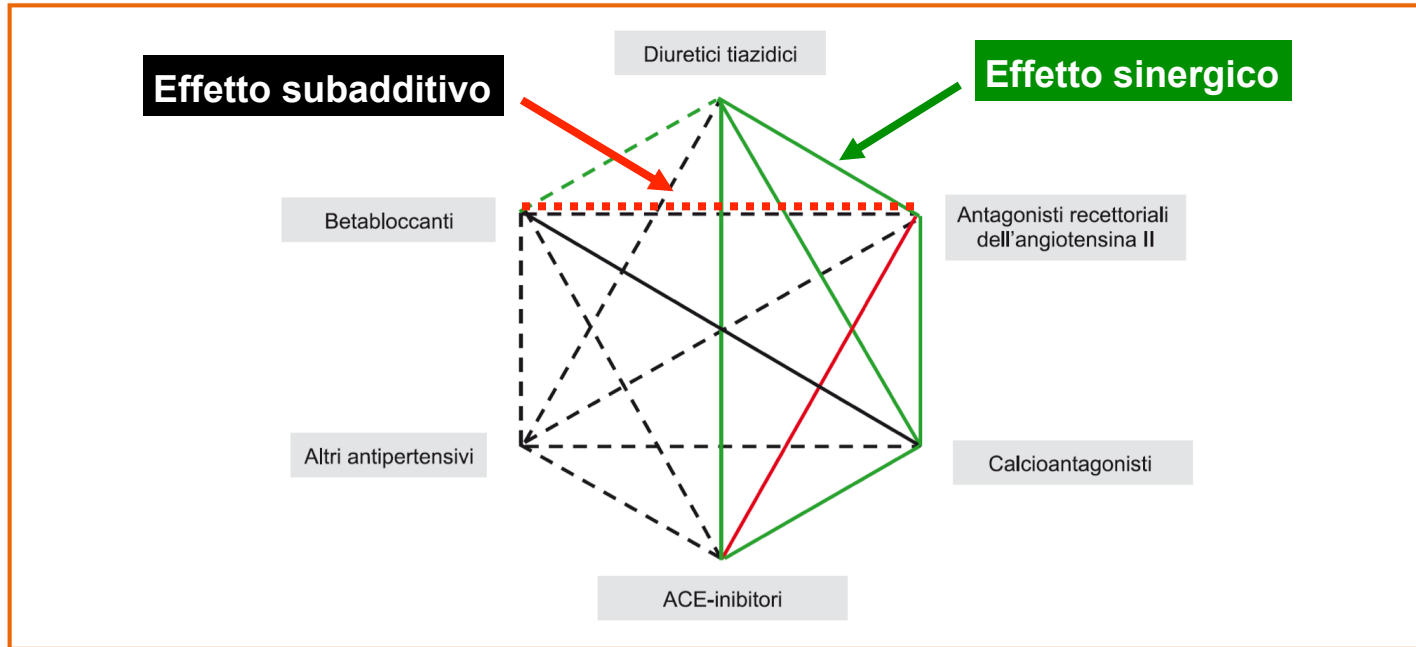 Diuretici tiazidici
Effetto subadditivo
Effetto sinergico
Betabloccanti
Antagonisti recettoriali
dell'angiotensina II
Altri antipertensivi
Calcioantagonisti
ACE-inibitori